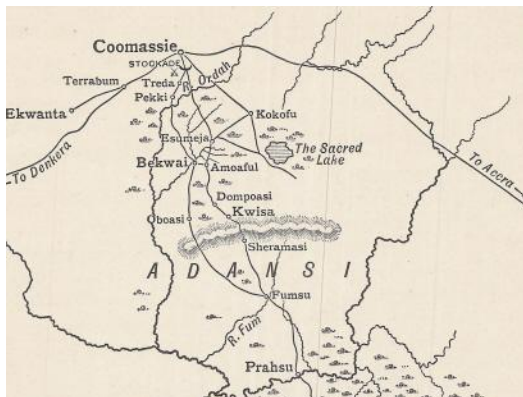 Coomassie
STOCKADE
R. Ordah
Terrabum
Treda
Pekki
Ekwanta
Kokofu
Esumeja
The Sacred
Lake
Bekwai
Amoaful
To Denkera
To Accra
Dompoasi
Kwisa
Oboasi
Sheramasi
ADANSI
Fumsu
R. Fum
Prahsu